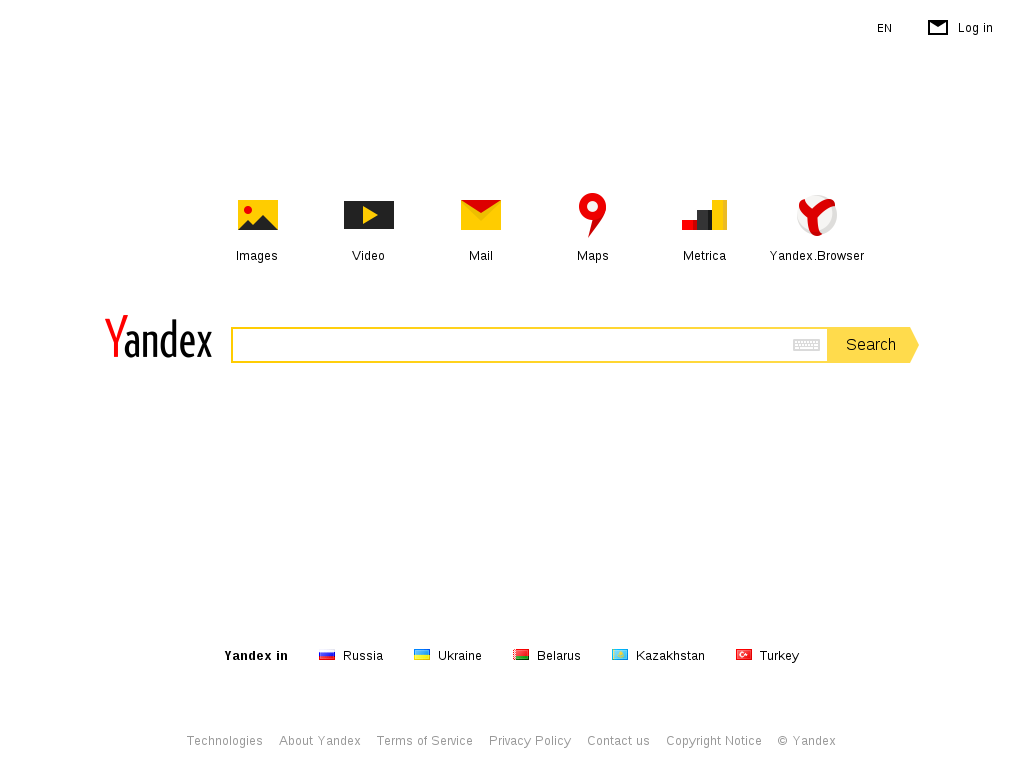 EN Log in
Images Video Mail Maps Metrica Yandex.Browser
Yandex Search
Yandex in Russia Ukraine Belarus Kazakhstan Turkey
Technologies About Yandex Terms of Service Privacy Policy Contact us Copyright Notice © Yandex